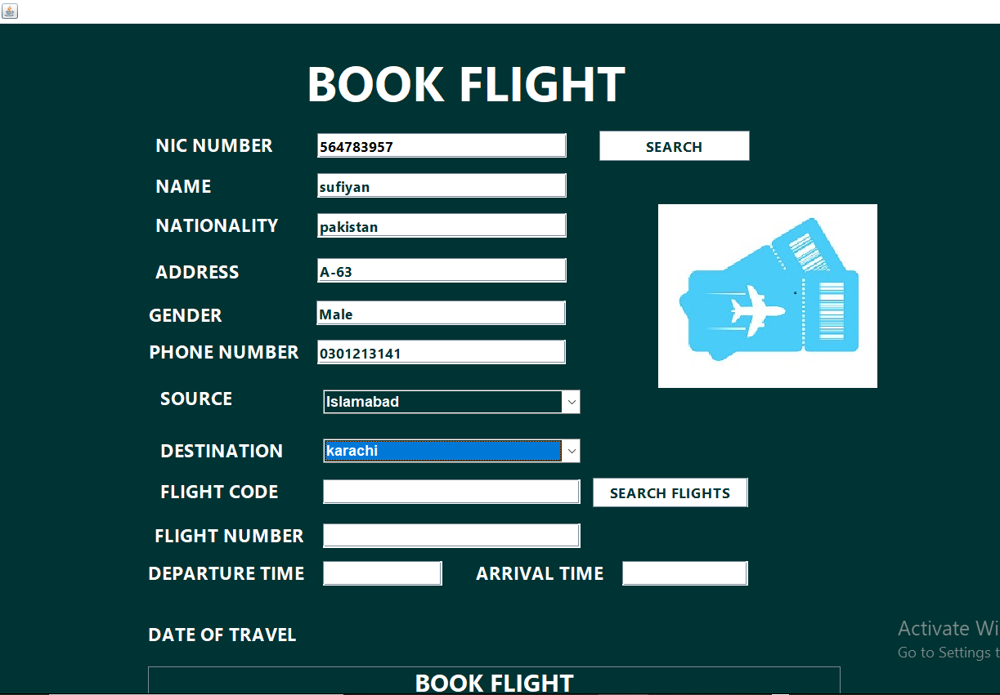 BOOK FLIGHT
NIC NUMBER 564783957 SEARCH
NAME sufiyan
NATIONALITY pakistan
ADDRESS A-63
GENDER Male
PHONE NUMBER 0301213141
SOURCE Islamabad
DESTINATION karachi
FLIGHT CODE SEARCH FLIGHTS
FLIGHT NUMBER
DEPARTURE TIME ARRIVAL TIME
DATE OF TRAVEL
Activate Wi
Go to Settings t
BOOK FLIGHT